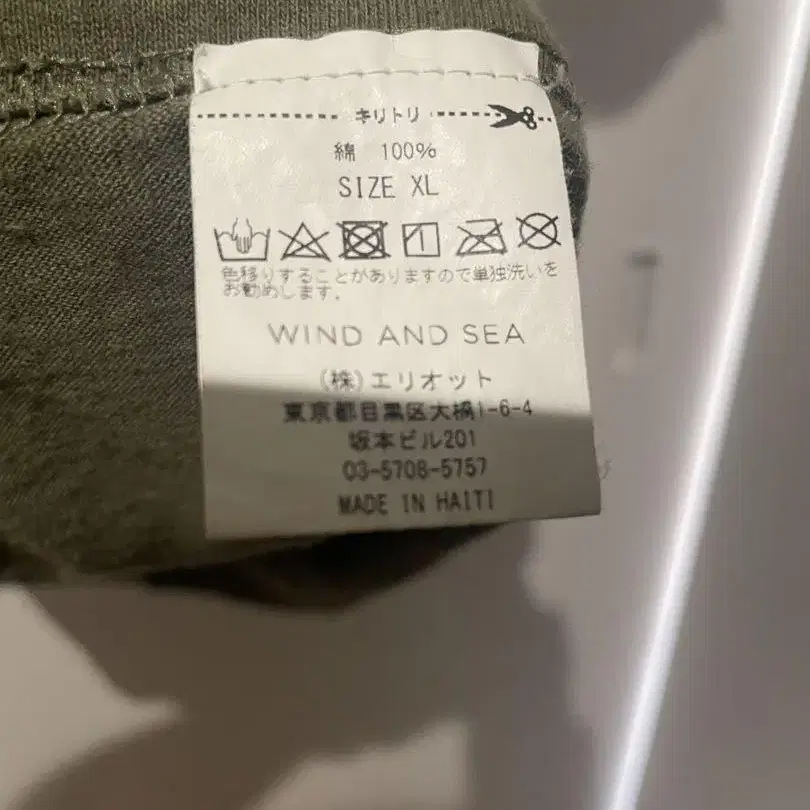 キリトリ
綿 100%
SIZE XL
色移りすることがありますので単独洗いを
お勧めします。
WIND AND SEA
(株)エリオット
東京都目黒区大橋1-6-4
坂本ビル201
03-5708-5757
MADE IN HAITI